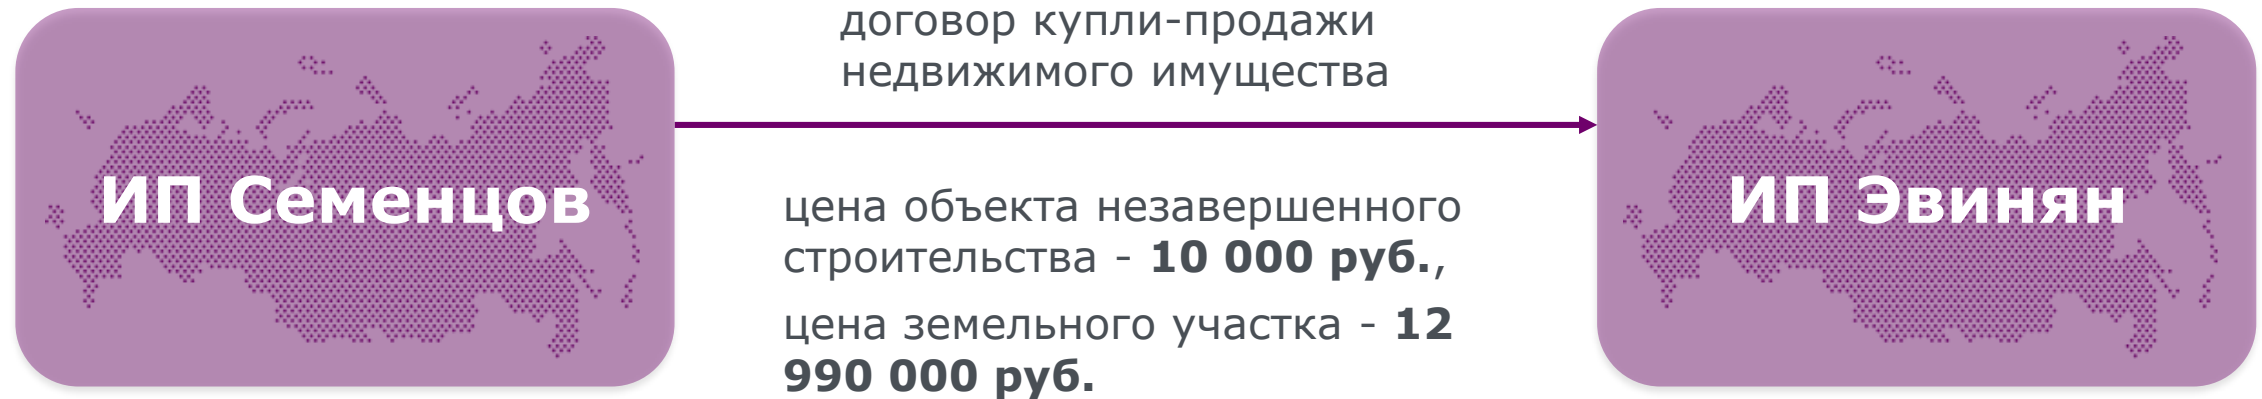 договор купли-продажи
недвижимого имущества
ИП Семенцов
ИП Эвинян
цена объекта незавершенного
строительства - 10 000 руб.,
цена земельного участка - 12
990 000 руб.